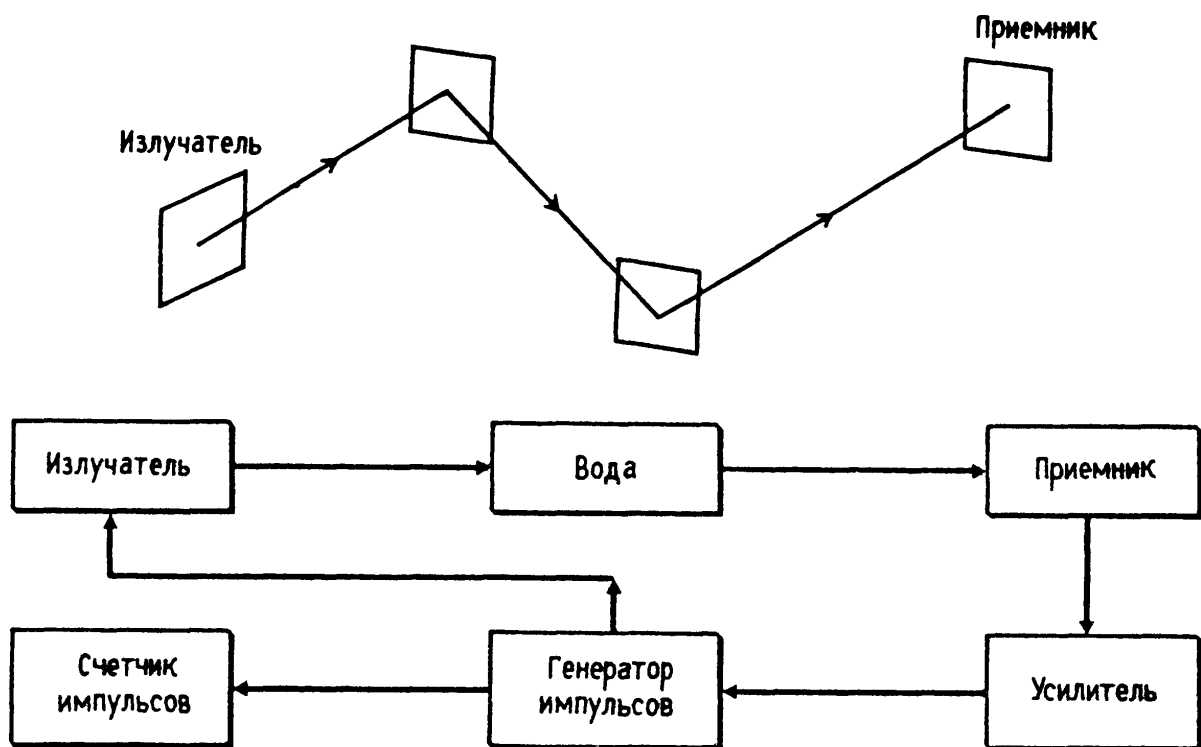 Приемник
Излучатель
Излучатель
Вода
Приемник
Счетчик
импульсов
Генератор
импульсов
Усилитель